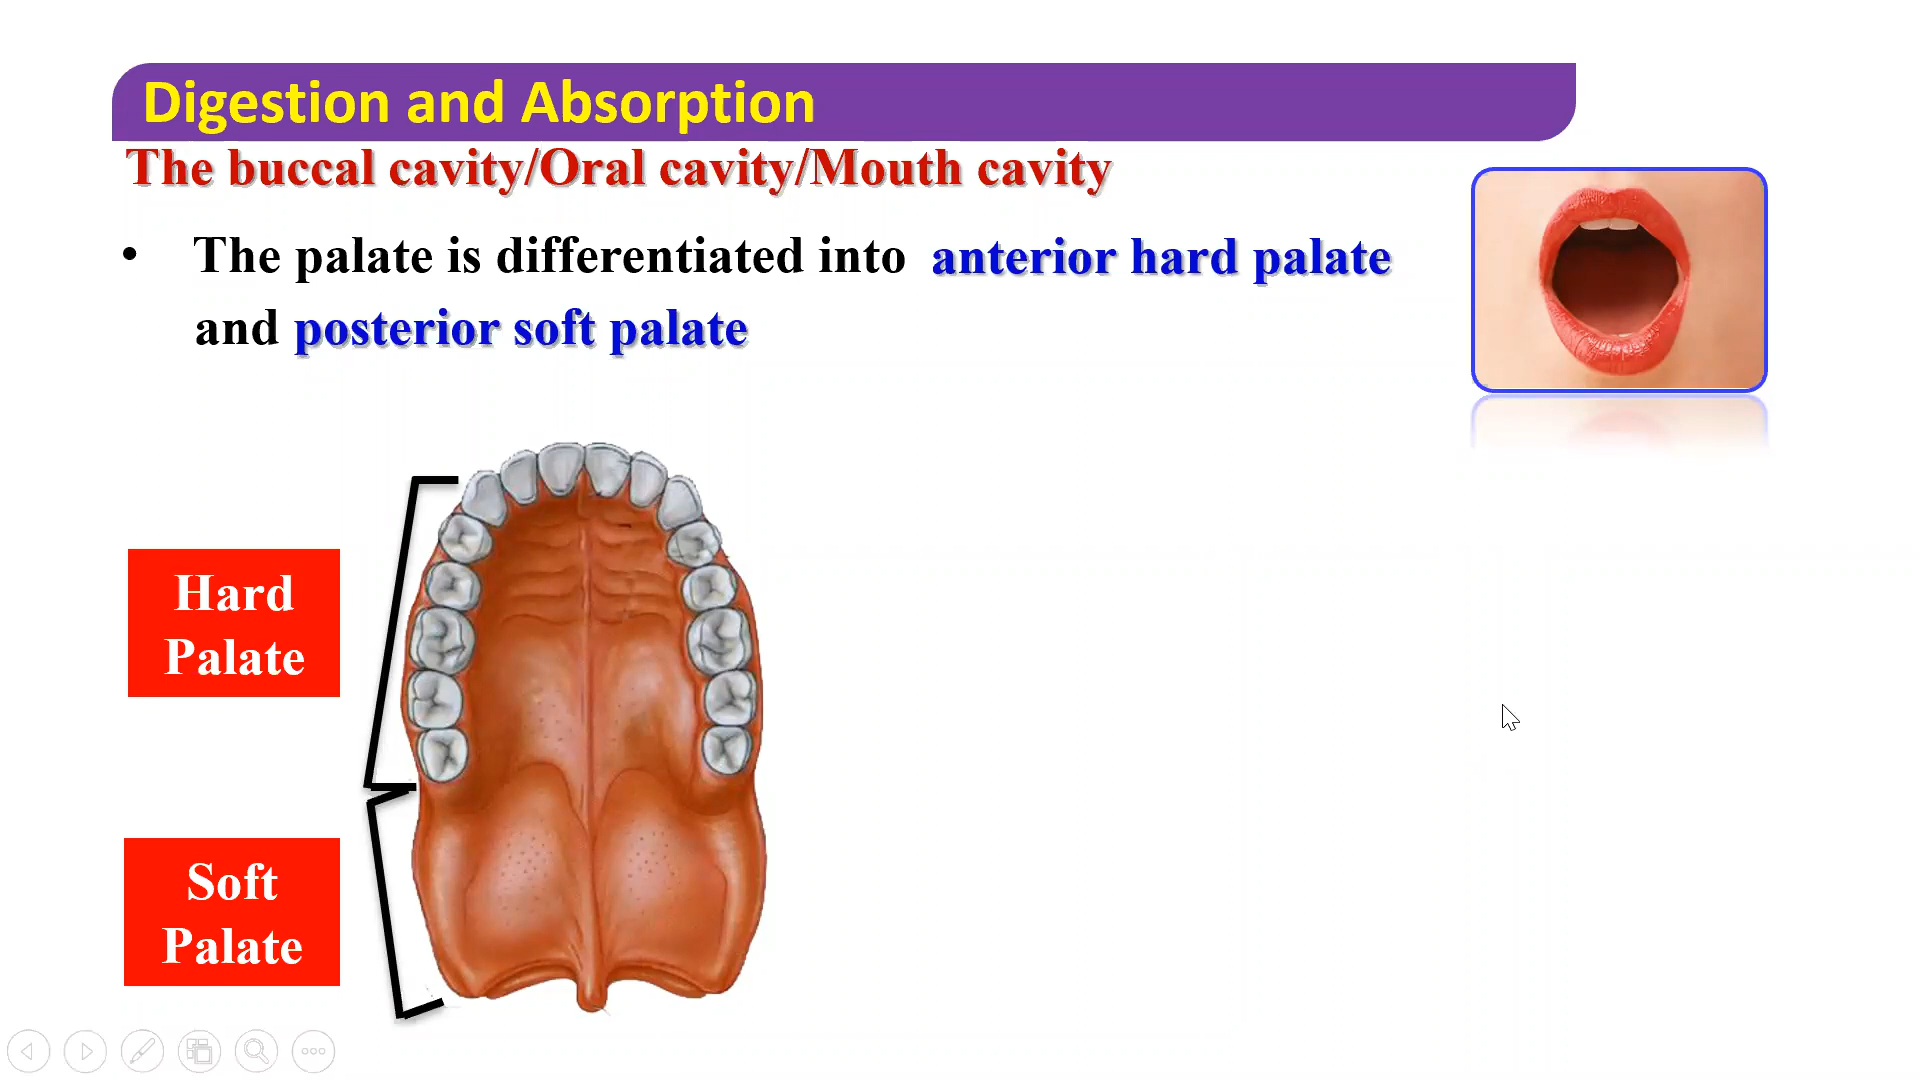 Digestion and Absorption
The buccal cavity/Oral cavity/Mouth cavity
• The palate is differentiated into anterior hard palate
and posterior soft palate
Hard
Palate
Soft
Palate